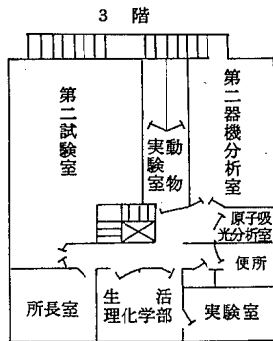 3階
第二試験室
動物
実験室
第二器機分析室
原子吸
光分析室
便所
所長室
生活
理化学部
実験室